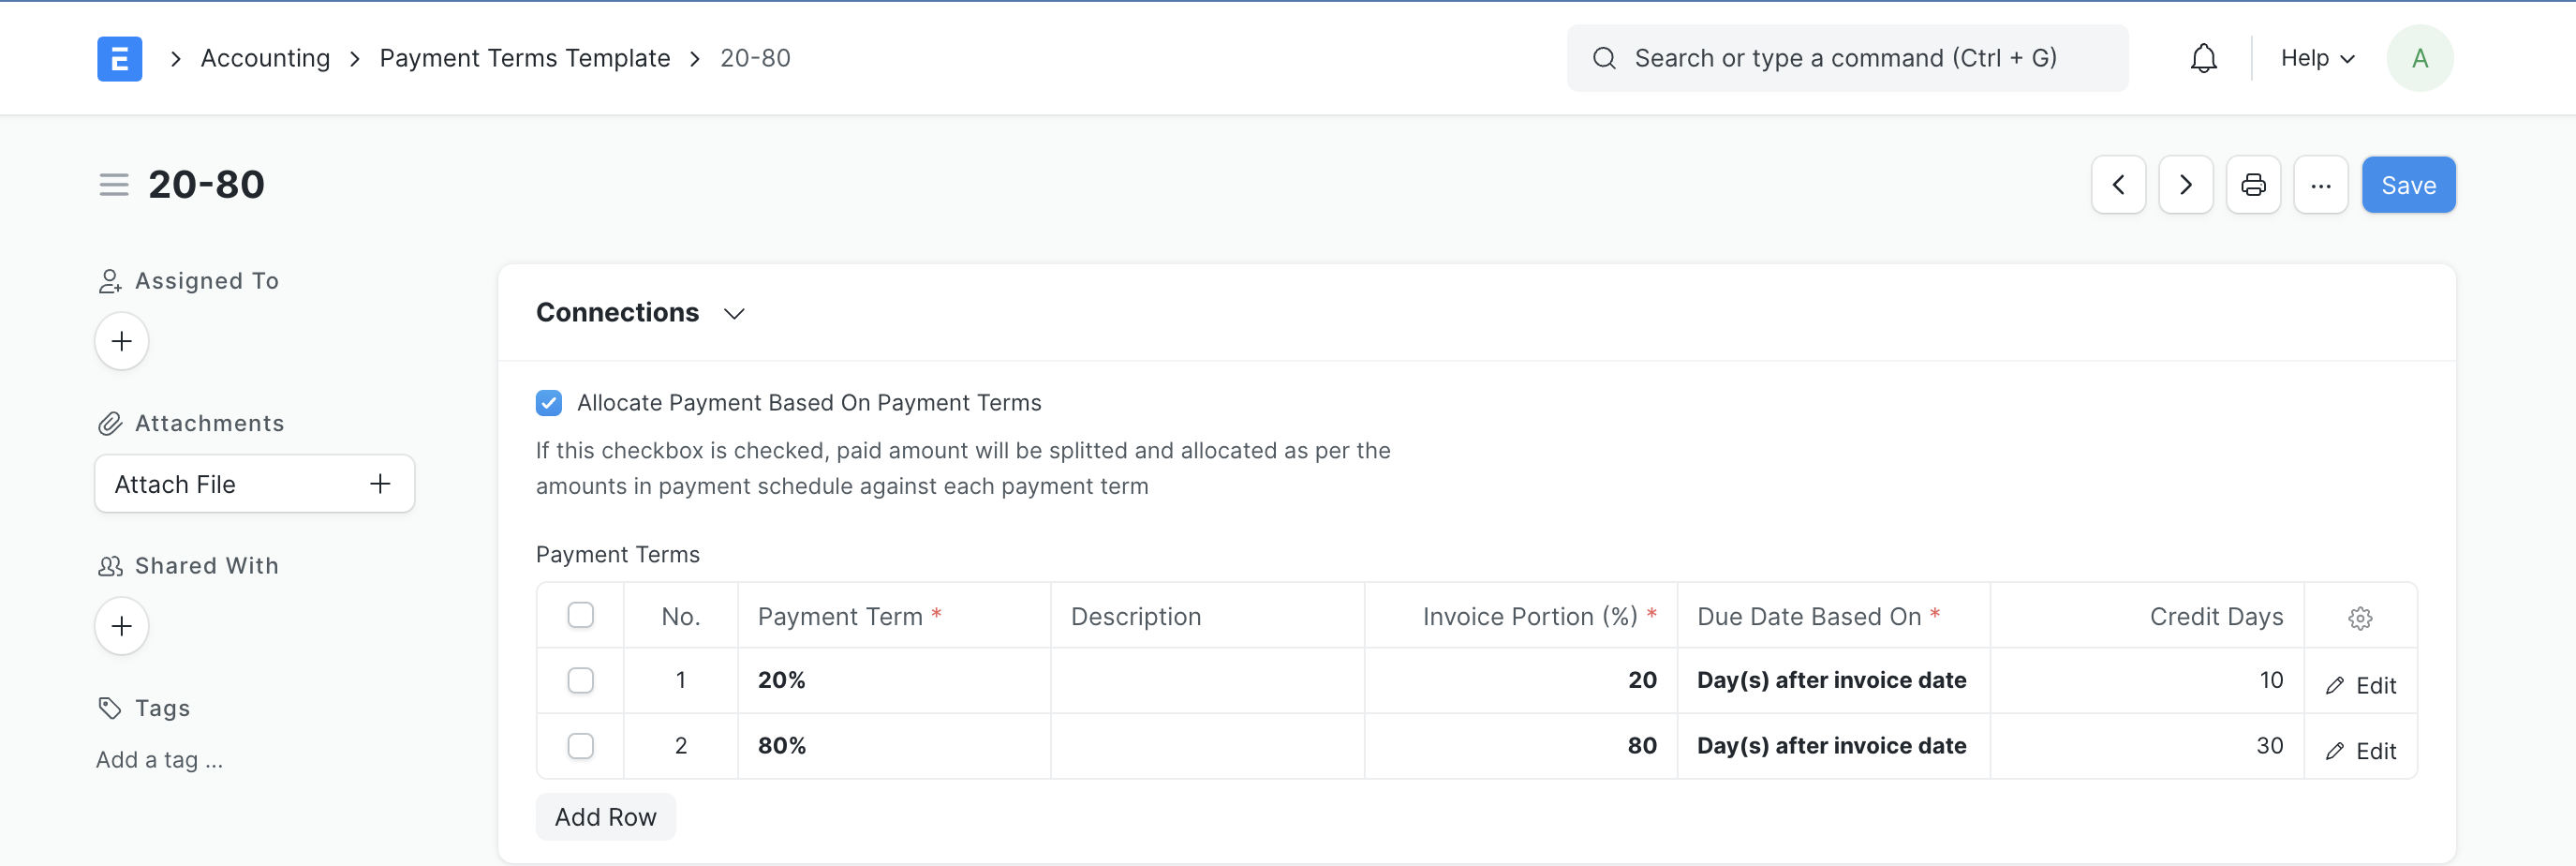 E
Accounting
Payment Terms Template
20-80
Search or type a command (Ctrl + G)
Help
A
20-80
...
Save
Assigned To
Attachments
Attach File
Shared With
Tags
Add a tag ...
Connections
Allocate Payment Based On Payment Terms
If this checkbox is checked, paid amount will be splitted and allocated as per the
amounts in payment schedule against each payment term
Payment Terms
No. Payment Term * Description Invoice Portion (%) * Due Date Based On * Credit Days
1 20% 20 Day(s) after invoice date 10 Edit
2 80% 80 Day(s) after invoice date 30 Edit
Add Row